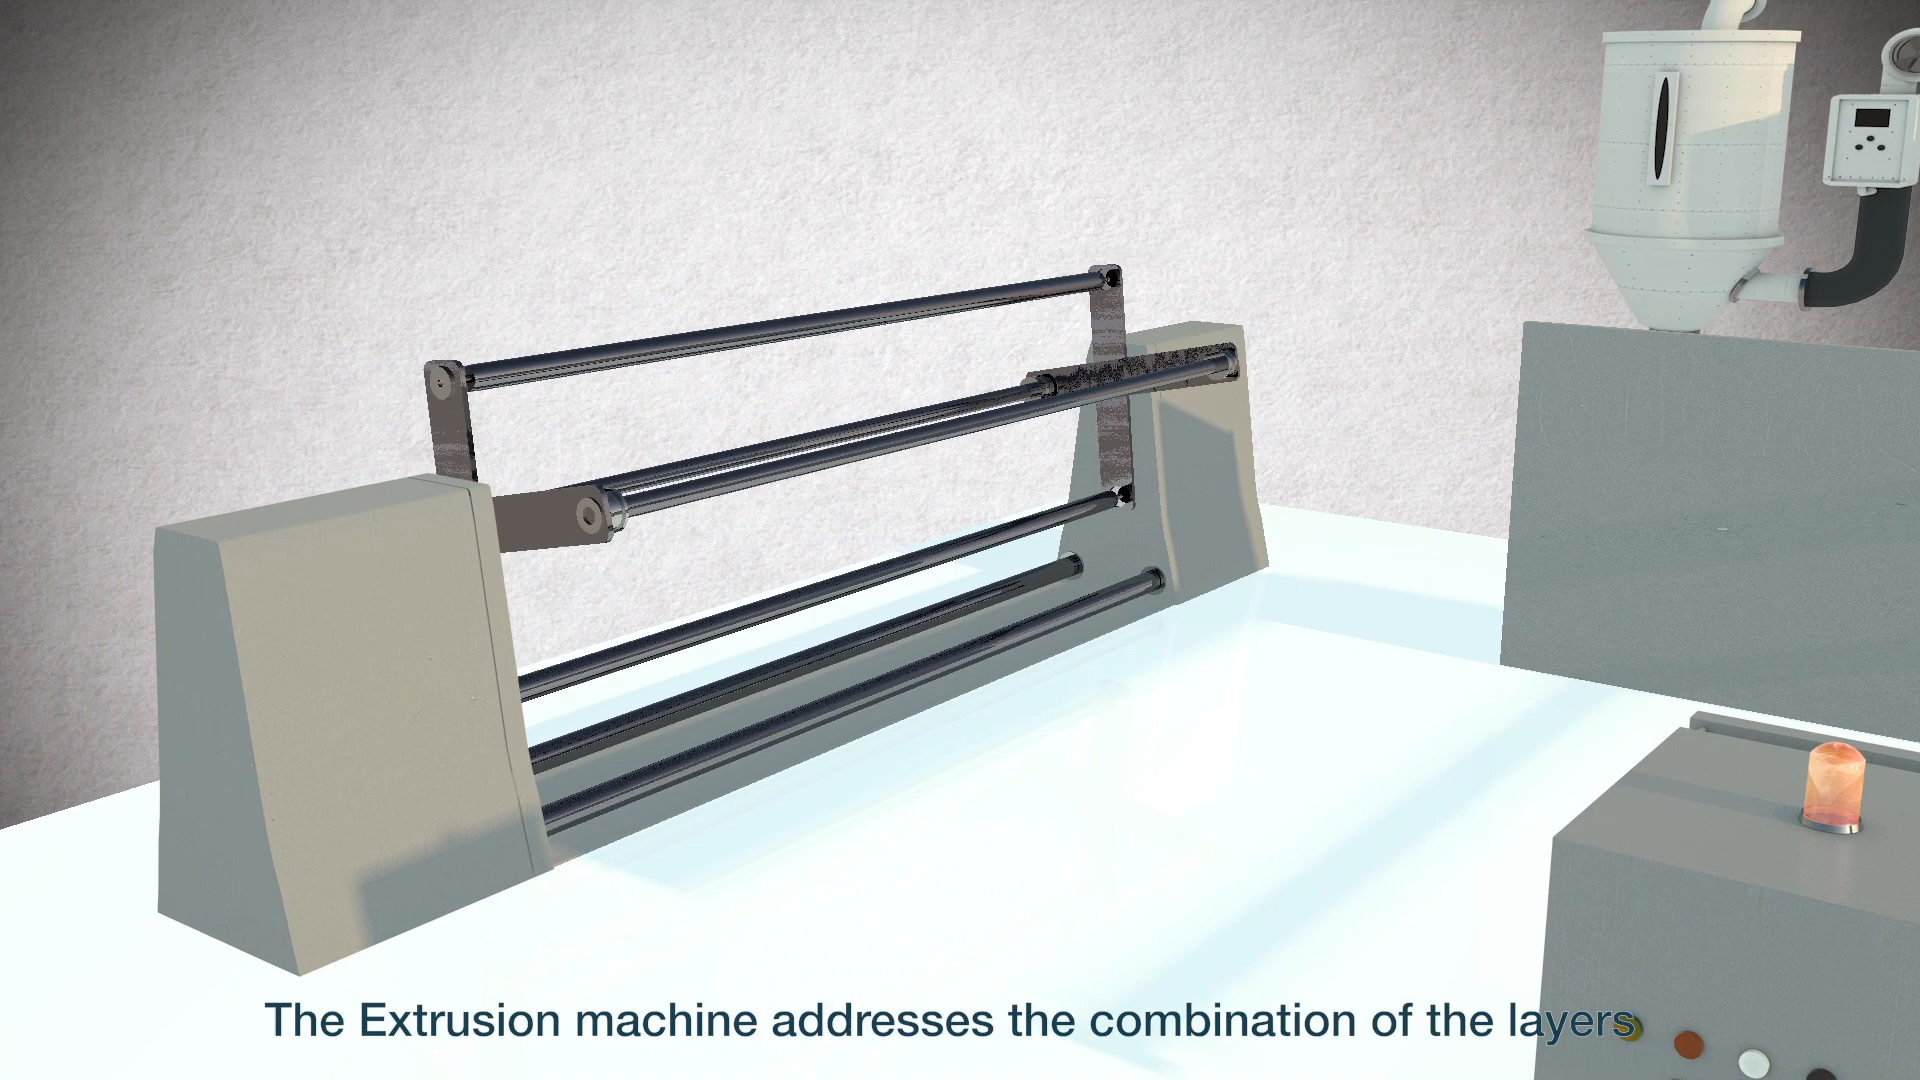 The Extrusion machine addresses the combination of the layers